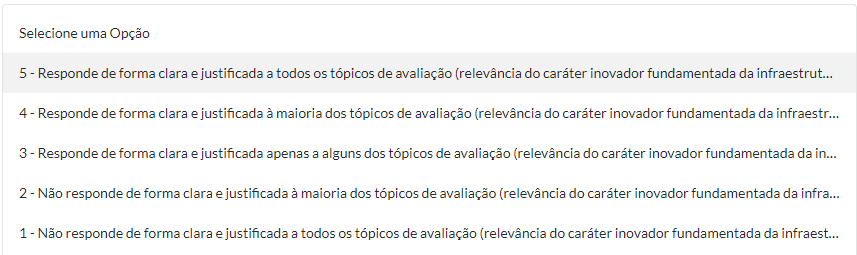 Selecione uma Opção
5 - Responde de forma clara e justificada a todos os tópicos de avaliação (relevância do caráter inovador fundamentada da infraestrut...
4 - Responde de forma clara e justificada à maioria dos tópicos de avaliação (relevância do caráter inovador fundamentada da infraestr...
3 - Responde de forma clara e justificada apenas a alguns dos tópicos de avaliação (relevância do caráter inovador fundamentada da in...
2 - Não responde de forma clara e justificada à maioria dos tópicos de avaliação (relevância do caráter inovador fundamentada da infra...
1 - Não responde de forma clara e justificada a todos os tópicos de avaliação (relevância do caráter inovador fundamentada da infraest...